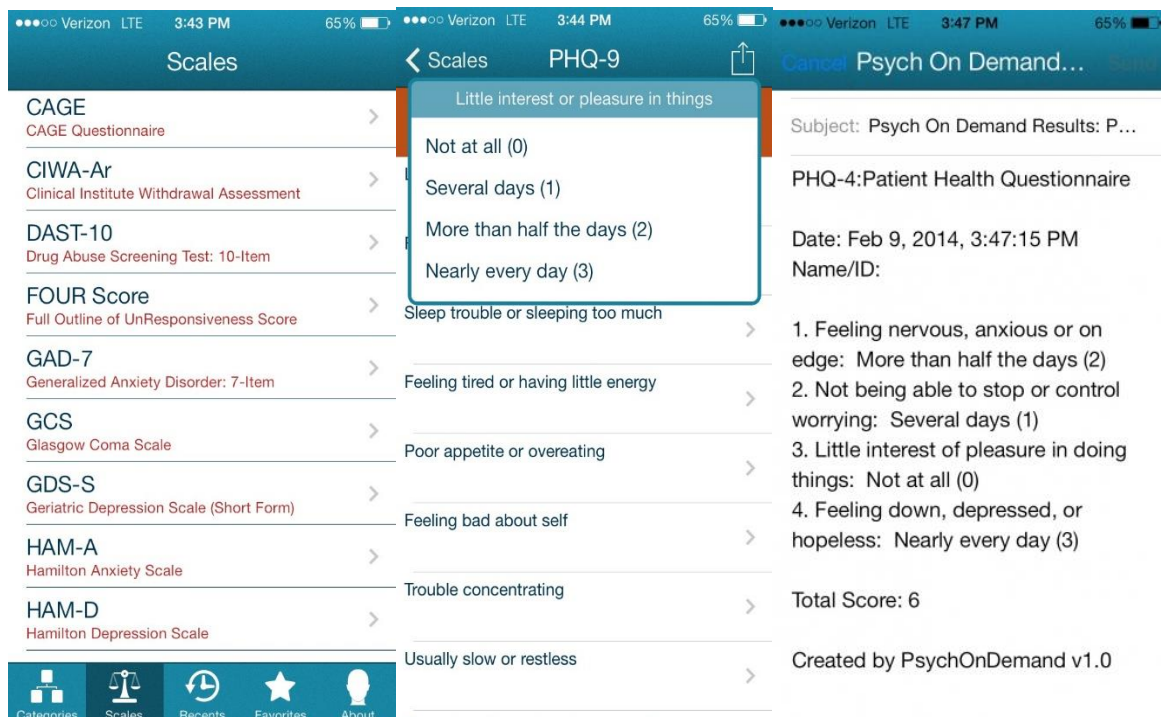 Verizon LTE 3:43 PM 65%
Scales
CAGE
CAGE Questionnaire
CIWA-Ar
Clinical Institute Withdrawal Assessment
DAST-10
Drug Abuse Screening Test: 10-Item
FOUR Score
Full Outline of UnResponsiveness Score
GAD-7
Generalized Anxiety Disorder: 7-Item
GCS
Glasgow Coma Scale
GDS-S
Geriatric Depression Scale (Short Form)
HAM-A
Hamilton Anxiety Scale
HAM-D
Hamilton Depression Scale
Categories Scales Recents Favorites About
Verizon LTE 3:44 PM 65%
Scales PHQ-9
Little interest or pleasure in things
Not at all (0)
Several days (1)
More than half the days (2)
Nearly every day (3)
Sleep trouble or sleeping too much
Feeling tired or having little energy
Poor appetite or overeating
Feeling bad about self
Trouble concentrating
Usually slow or restless
Verizon LTE 3:47 PM 65%
Cancel Psych On Demand... Send
Subject: Psych On Demand Results: P...
PHQ-4:Patient Health Questionnaire
Date: Feb 9, 2014, 3:47:15 PM
Name/ID:
1. Feeling nervous, anxious or on
edge: More than half the days (2)
2. Not being able to stop or control
worrying: Several days (1)
3. Little interest of pleasure in doing
things: Not at all (0)
4. Feeling down, depressed, or
hopeless: Nearly every day (3)
Total Score: 6
Created by PsychOnDemand v1.0